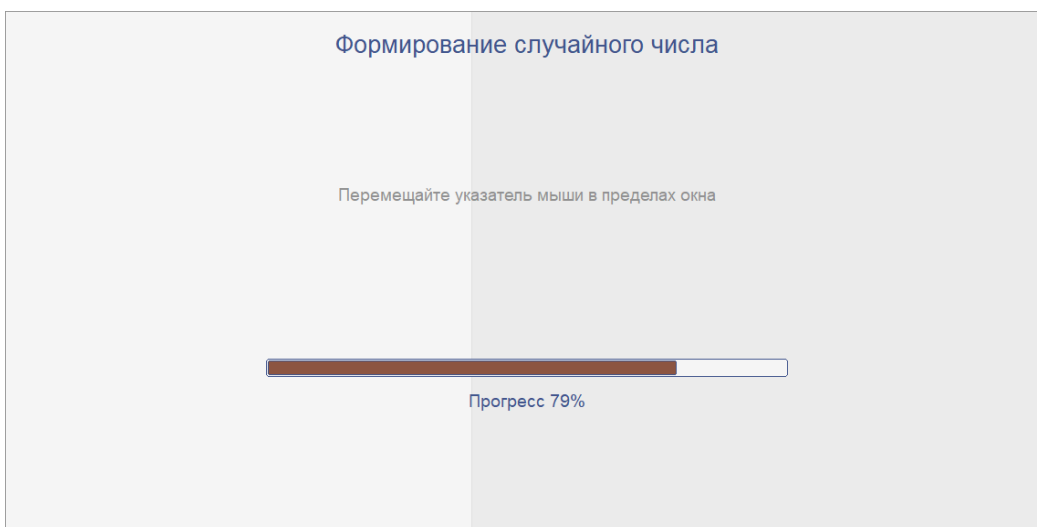 Формирование случайного числа
Перемещайте указатель мыши в пределах окна
Прогресс 79%